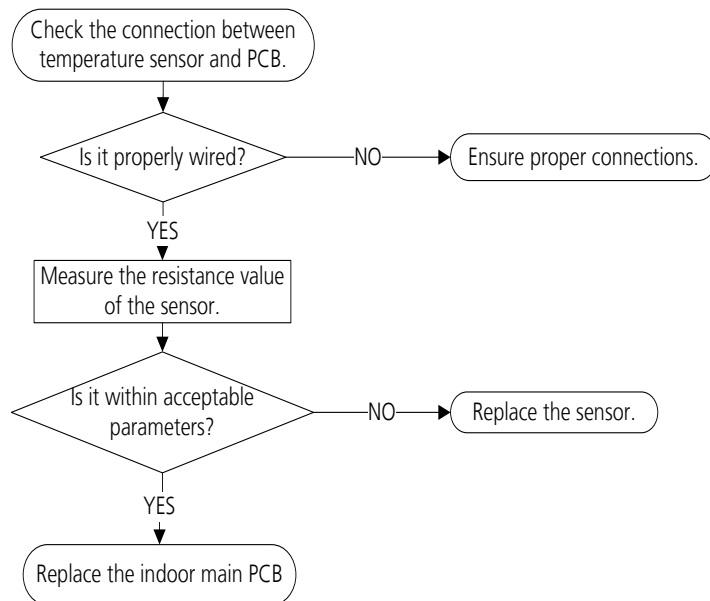 Check the connection between
temperature sensor and PCB.
Is it properly wired?
NO
Ensure proper connections.
YES
Measure the resistance value
of the sensor.
Is it within acceptable
parameters?
NO
Replace the sensor.
YES
Replace the indoor main PCB